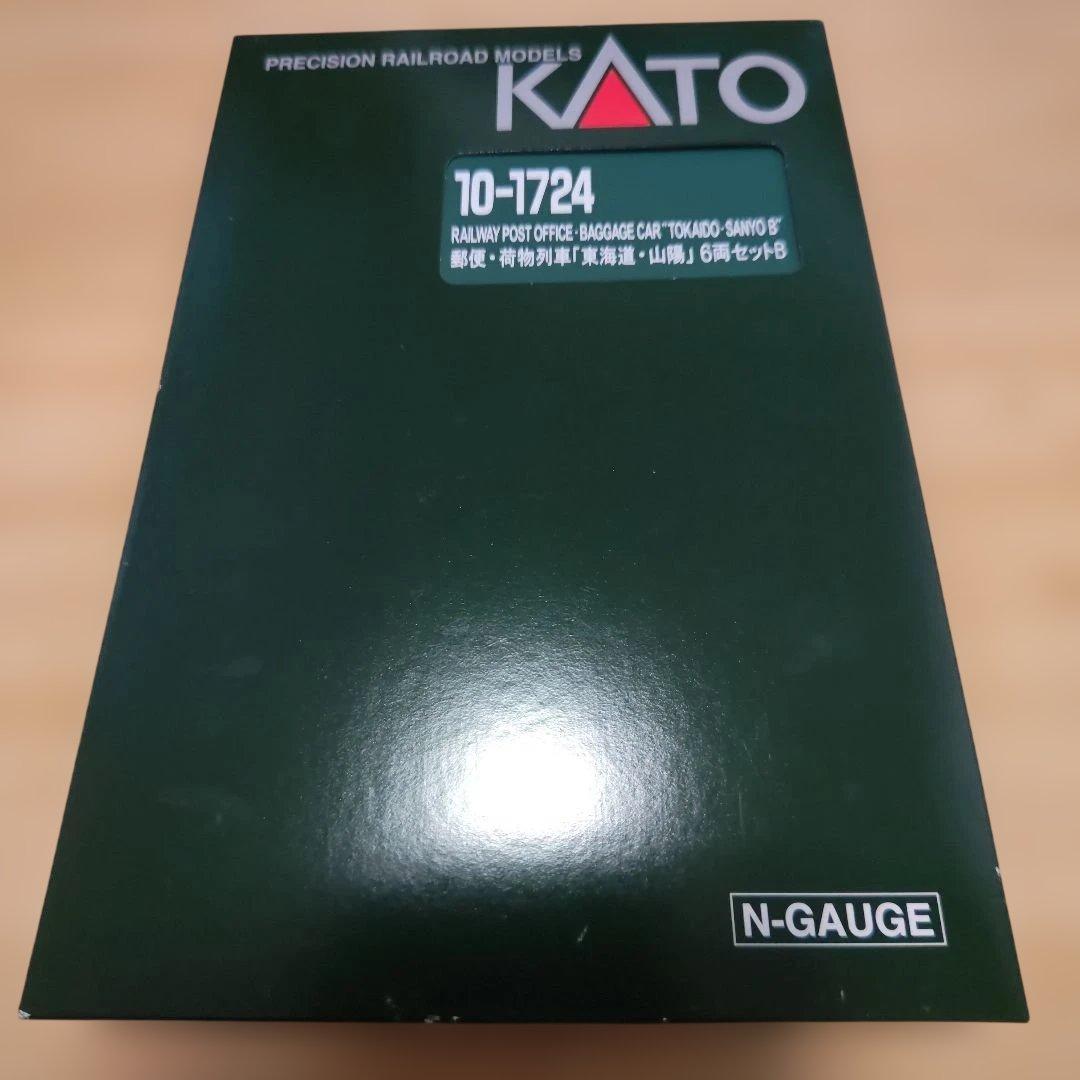 PRECISION RAILROAD MODELS
KATO
10-1724
RAILWAY POST OFFICE・BAGGAGE CAR "TOKAIDO・SANYO B"
郵便・荷物列車「東海道・山陽」6両セットB
N-GAUGE